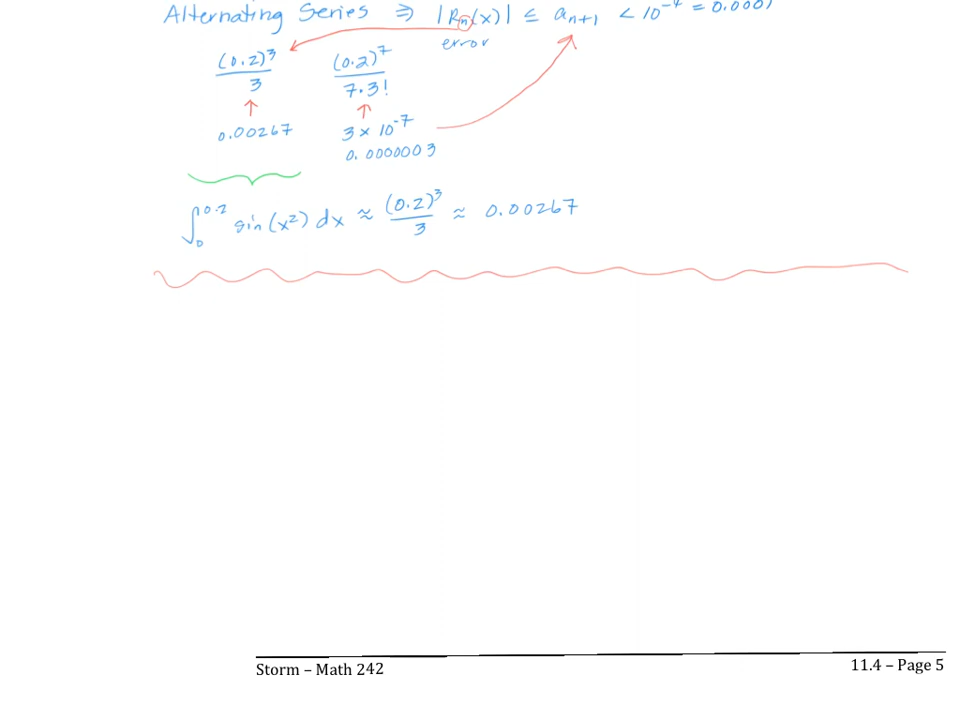 Alternating Series ⇒ |Rn(x)| ≤ an+1 < 10^-4 = 0.0001
error
(0.2)^3/3 (0.2)^7/(7·3!)
↑ ↑
0.00267 3 × 10^-7
0.0000003
∫_0^0.2 sin(x^2) dx ≈ (0.2)^3/3 ≈ 0.00267
Storm – Math 242 11.4 – Page 5